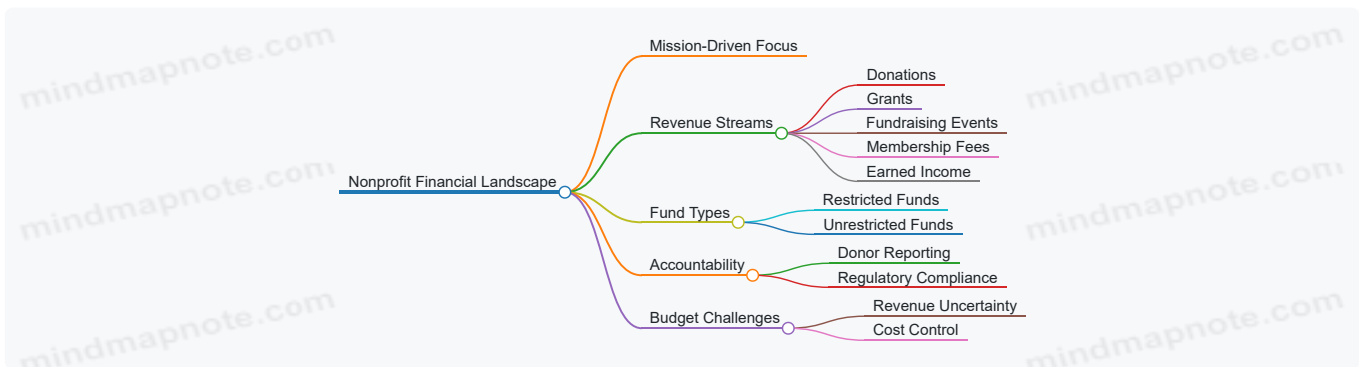 mindmapnote.com
mindmapnote.com
Mission-Driven Focus
Donations
Grants
Revenue Streams
Fundraising Events
Membership Fees
Earned Income
mindmapnote.com
mindmapnote.com
Nonprofit Financial Landscape
Fund Types
Restricted Funds
Unrestricted Funds
Accountability
Donor Reporting
Regulatory Compliance
mindmapnote.com
mindmapnote.com
Budget Challenges
Revenue Uncertainty
Cost Control